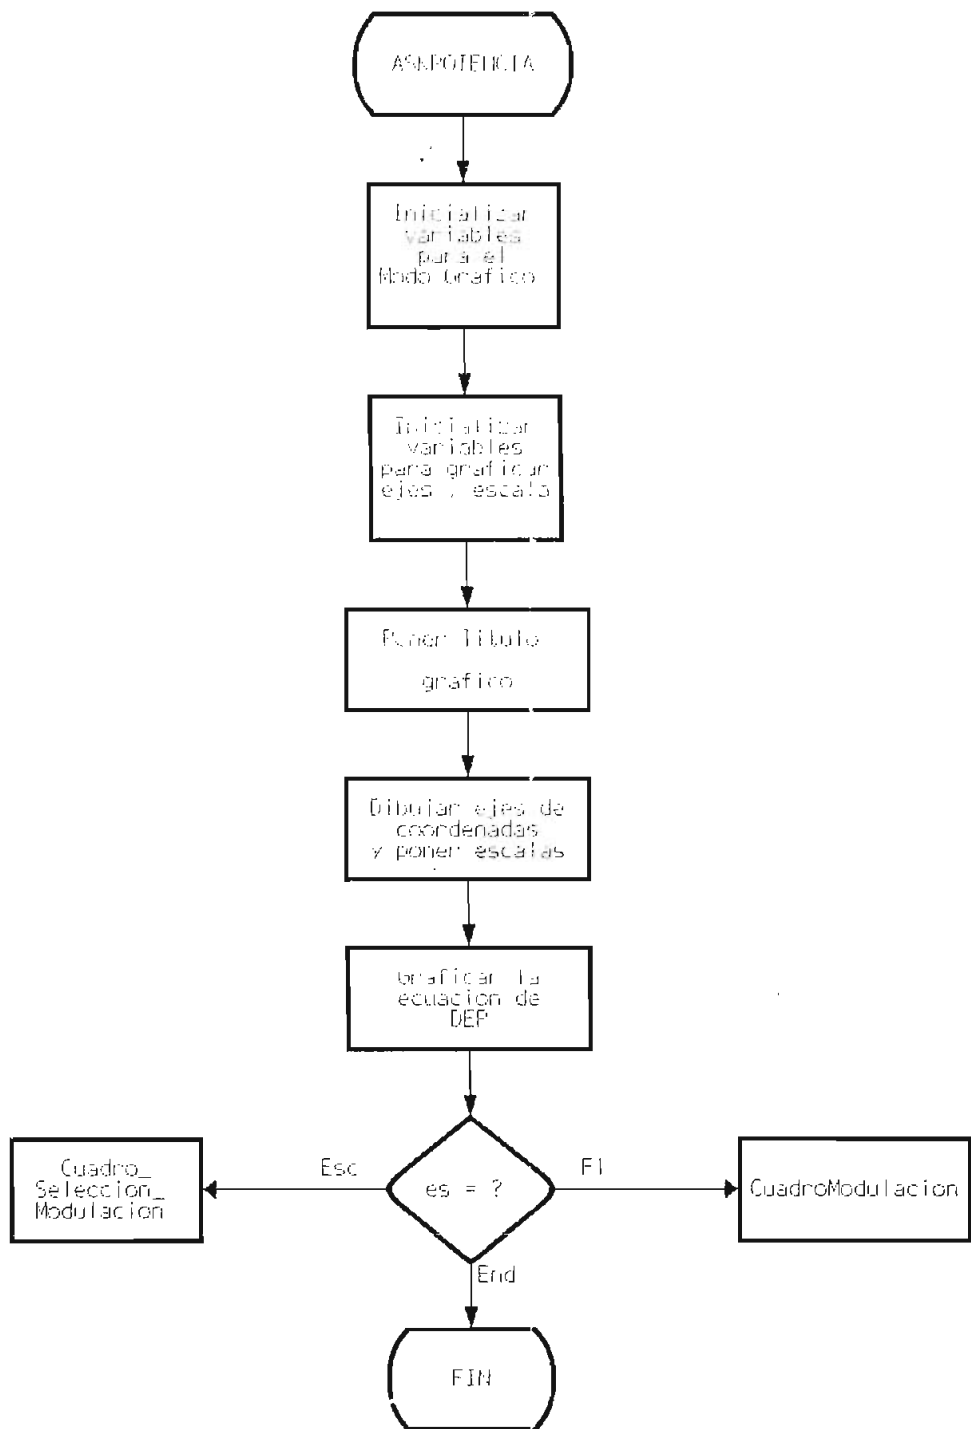 ASKPOTENCIA
Inicializar
variables
para el
Modo Grafico
Inicializar
variables
para graficar
ejes y escala
Poner Titulo
grafico
Dibujar ejes de
coordenadas
y poner escalas
Graficar la
ecuacion de
DEP
Esc
es = ?
F1
Cuadro_
Seleccion_
Modulacion
CuadroModulacion
End
FIN